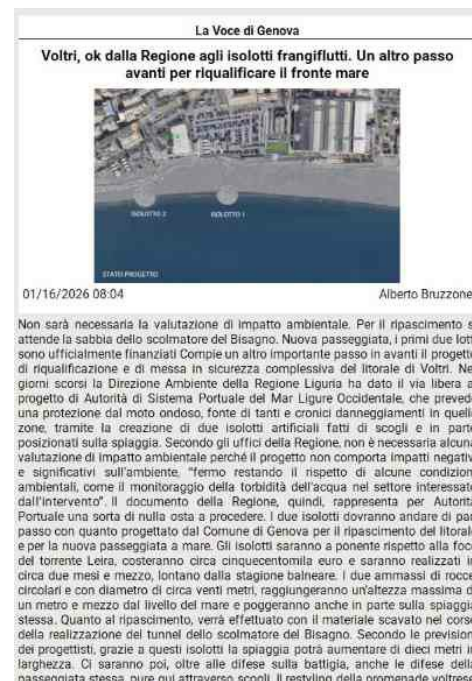 La Voce di Genova
Voltri, ok dalla Regione agli isolotti frangiflutti. Un altro passo
avanti per riqualificare il fronte mare
ISOLOTTO 2
ISOLOTTO 1
STATO PROGETTO
01/16/2026 08:04
Alberto Bruzzone
Non sarà necessaria la valutazione di impatto ambientale. Per il ripascimento s
attende la sabbia dello scolmatore del Bisagno. Nuova passeggiata, i primi due lott
sono ufficialmente finanziati Compie un altro importante passo in avanti il progetto
di riqualificazione e di messa in sicurezza complessiva del litorale di Voltri. Ne
giorni scorsi la Direzione Ambiente della Regione Liguria ha dato il via libera a
progetto di Autorità di Sistema Portuale del Mar Ligure Occidentale, che prevede
una protezione dal moto ondoso, fonte di tanti e cronici danneggiamenti in quelle
zone, tramite la creazione di due isolotti artificiali fatti di scogli e in parte
posizionati sulla spiaggia. Secondo gli uffici della Regione, non è necessaria alcuna
valutazione di impatto ambientale perché il progetto non comporta impatti negativ
e significativi sull'ambiente, "fermo restando il rispetto di alcune condizion
ambientali, come il monitoraggio della torbidità dell'acqua nel settore interessato
dall'intervento". Il documento della Regione, quindi, rappresenta per Autorità
Portuale una sorta di nulla osta a procedere. I due isolotti dovranno andare di par
passo con quanto progettato dal Comune di Genova per il ripascimento del litorale
e per la nuova passeggiata a mare. Gli isolotti saranno a ponente rispetto alla foce
del torrente Leira, costeranno circa cinquecentomila euro e saranno realizzati in
circa due mesi e mezzo, lontano dalla stagione balneare. I due ammassi di rocce
circolari e con diametro di circa venti metri, raggiungeranno un'altezza massima d
un metro e mezzo dal livello del mare e poggeranno anche in parte sulla spiaggia
stessa. Quanto al ripascimento, verrà effettuato con il materiale scavato nel corso
della realizzazione del tunnel dello scolmatore del Bisagno. Secondo le previsioni
dei progettisti, grazie a questi isolotti la spiaggia potrà aumentare di dieci metri in
larghezza. Ci saranno poi, oltre alle difese sulla battigia, anche le difese della
passeggiata stessa, pure qui attraverso scogli. Il restyling della promenade voltrese